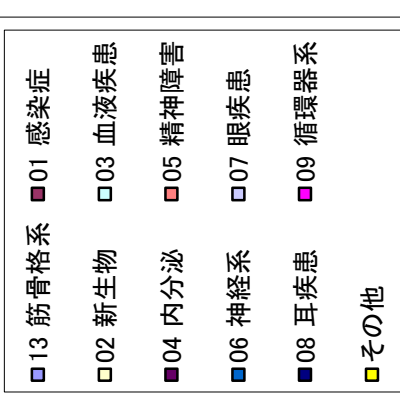 13 筋骨格系 01 感染症
02 新生物 03 血液疾患
04 内分泌 05 精神障害
06 神経系 07 眼疾患
08 耳疾患 09 循環器系
その他